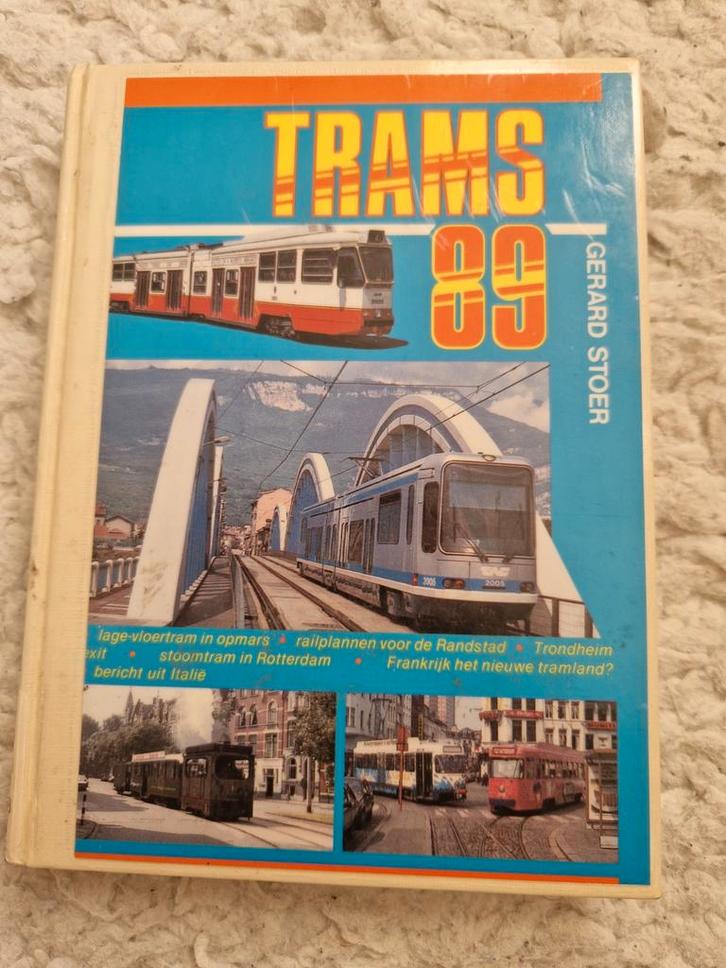 TRAMS
89
GERARD STOER
2005
2005
lage-vloertram in opmars • railplannen voor de Randstad • Trondheim
exit • stoomtram in Rotterdam • Frankrijk het nieuwe tramland?
bericht uit Italië